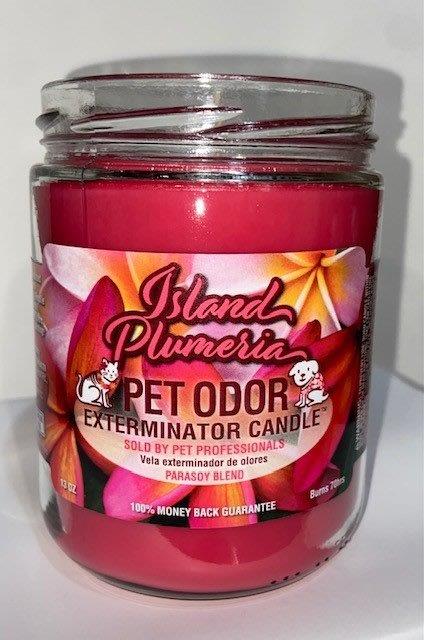 Island
Plumeria
PET ODOR
EXTERMINATOR CANDLE™
SOLD BY PET PROFESSIONALS
Vela exterminador de olores
PARASOY BLEND
13 OZ
Burns 70hrs
100% MONEY BACK GUARANTEE